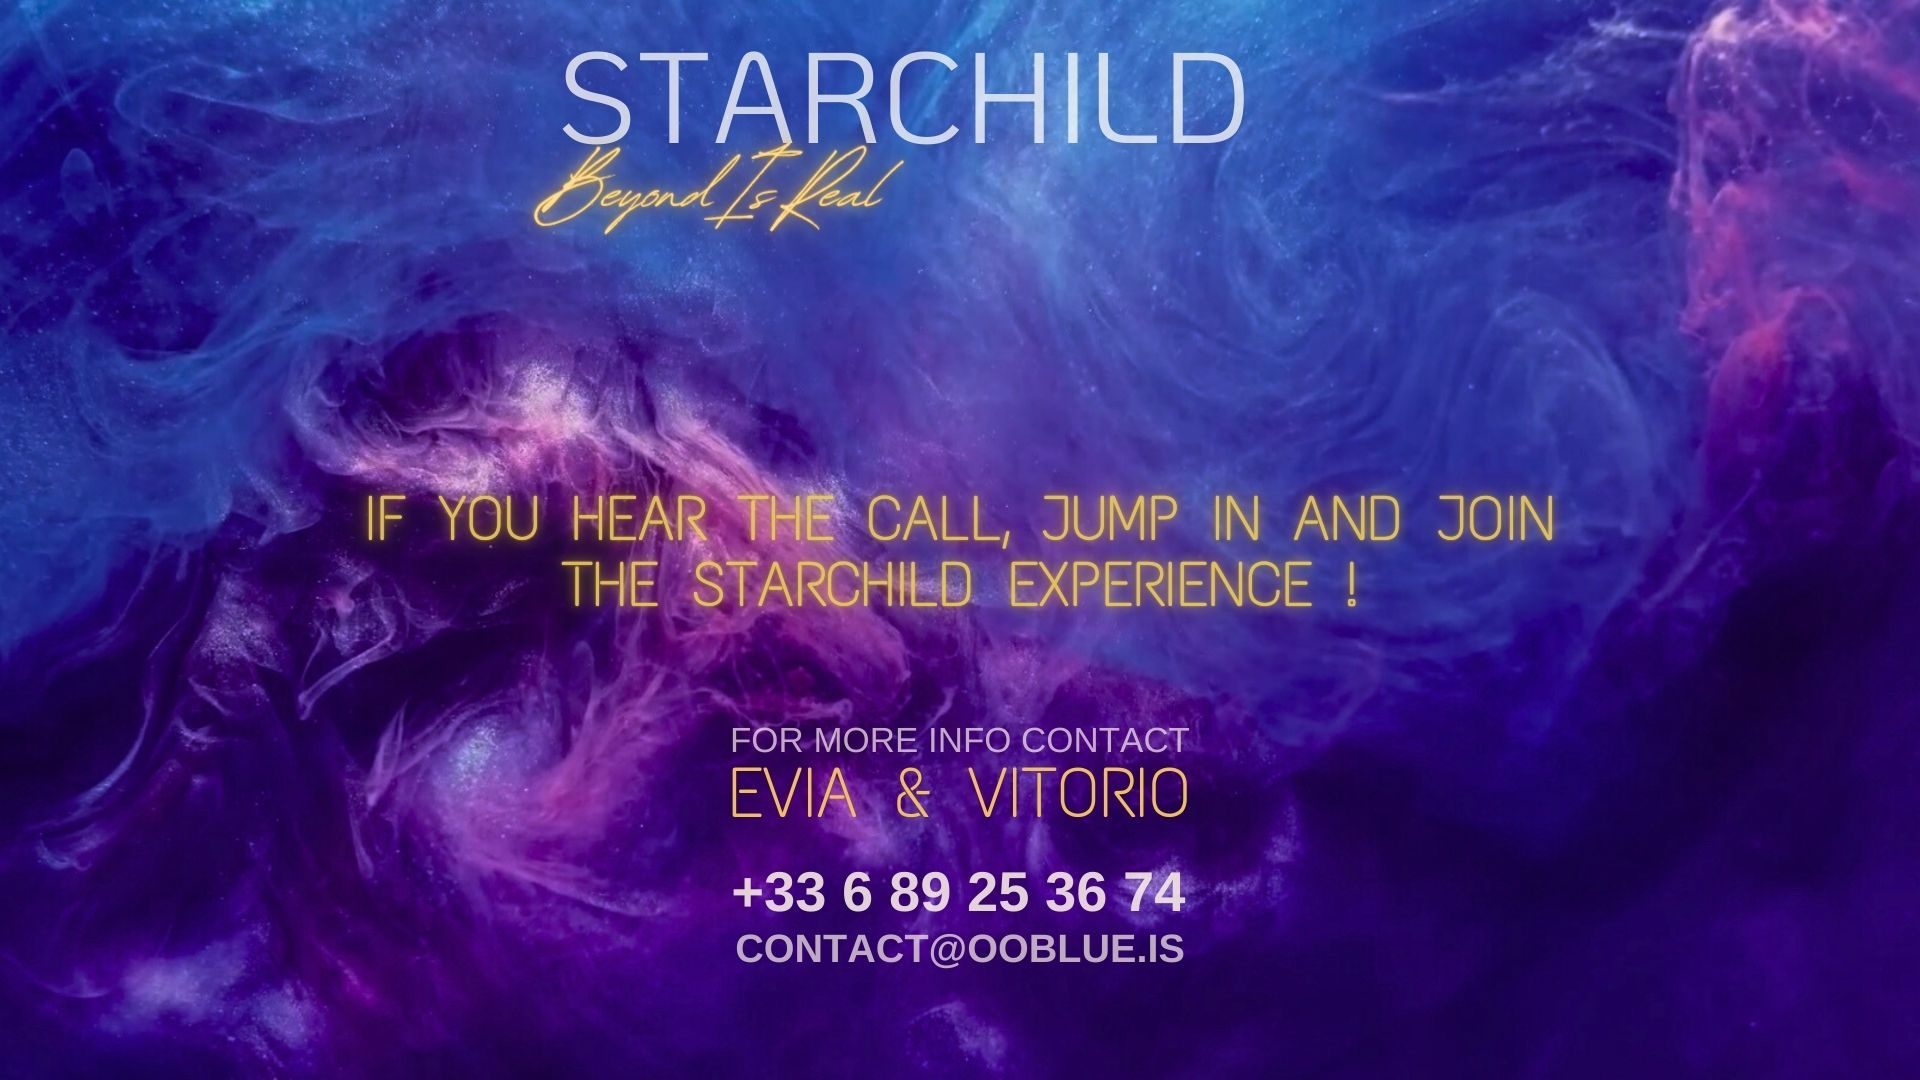 STARCHILD
Beyond Is Real
IF YOU HEAR THE CALL, JUMP IN AND JOIN
THE STARCHILD EXPERIENCE !
FOR MORE INFO CONTACT
EVIA & VITORIO
+33 6 89 25 36 74
CONTACT@OOBLUE.IS